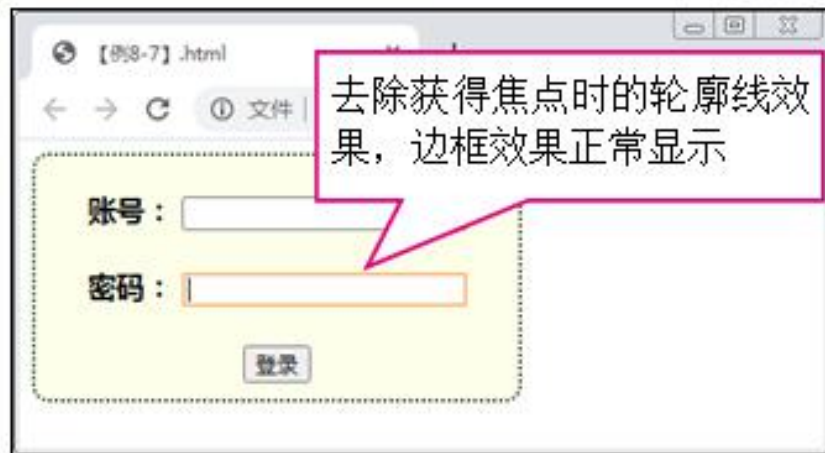 【例8-7】.html
文件
去除获得焦点时的轮廓线效
果，边框效果正常显示
账号：
密码：
登录